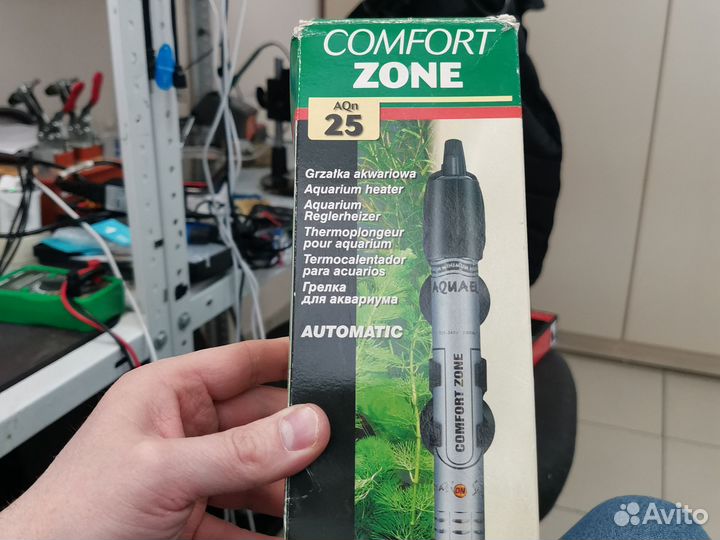 COMFORT
ZONE
AQn
25
Grzałka akwariowa
Aquarium heater
Aquarium
Reglerheizer
Thermoplongeur
pour aquarium
Termocalentador
para acuarios
Грелка
для аквариума
AUTOMATIC
AQUAEL
COMFORT ZONE
ON
Avito